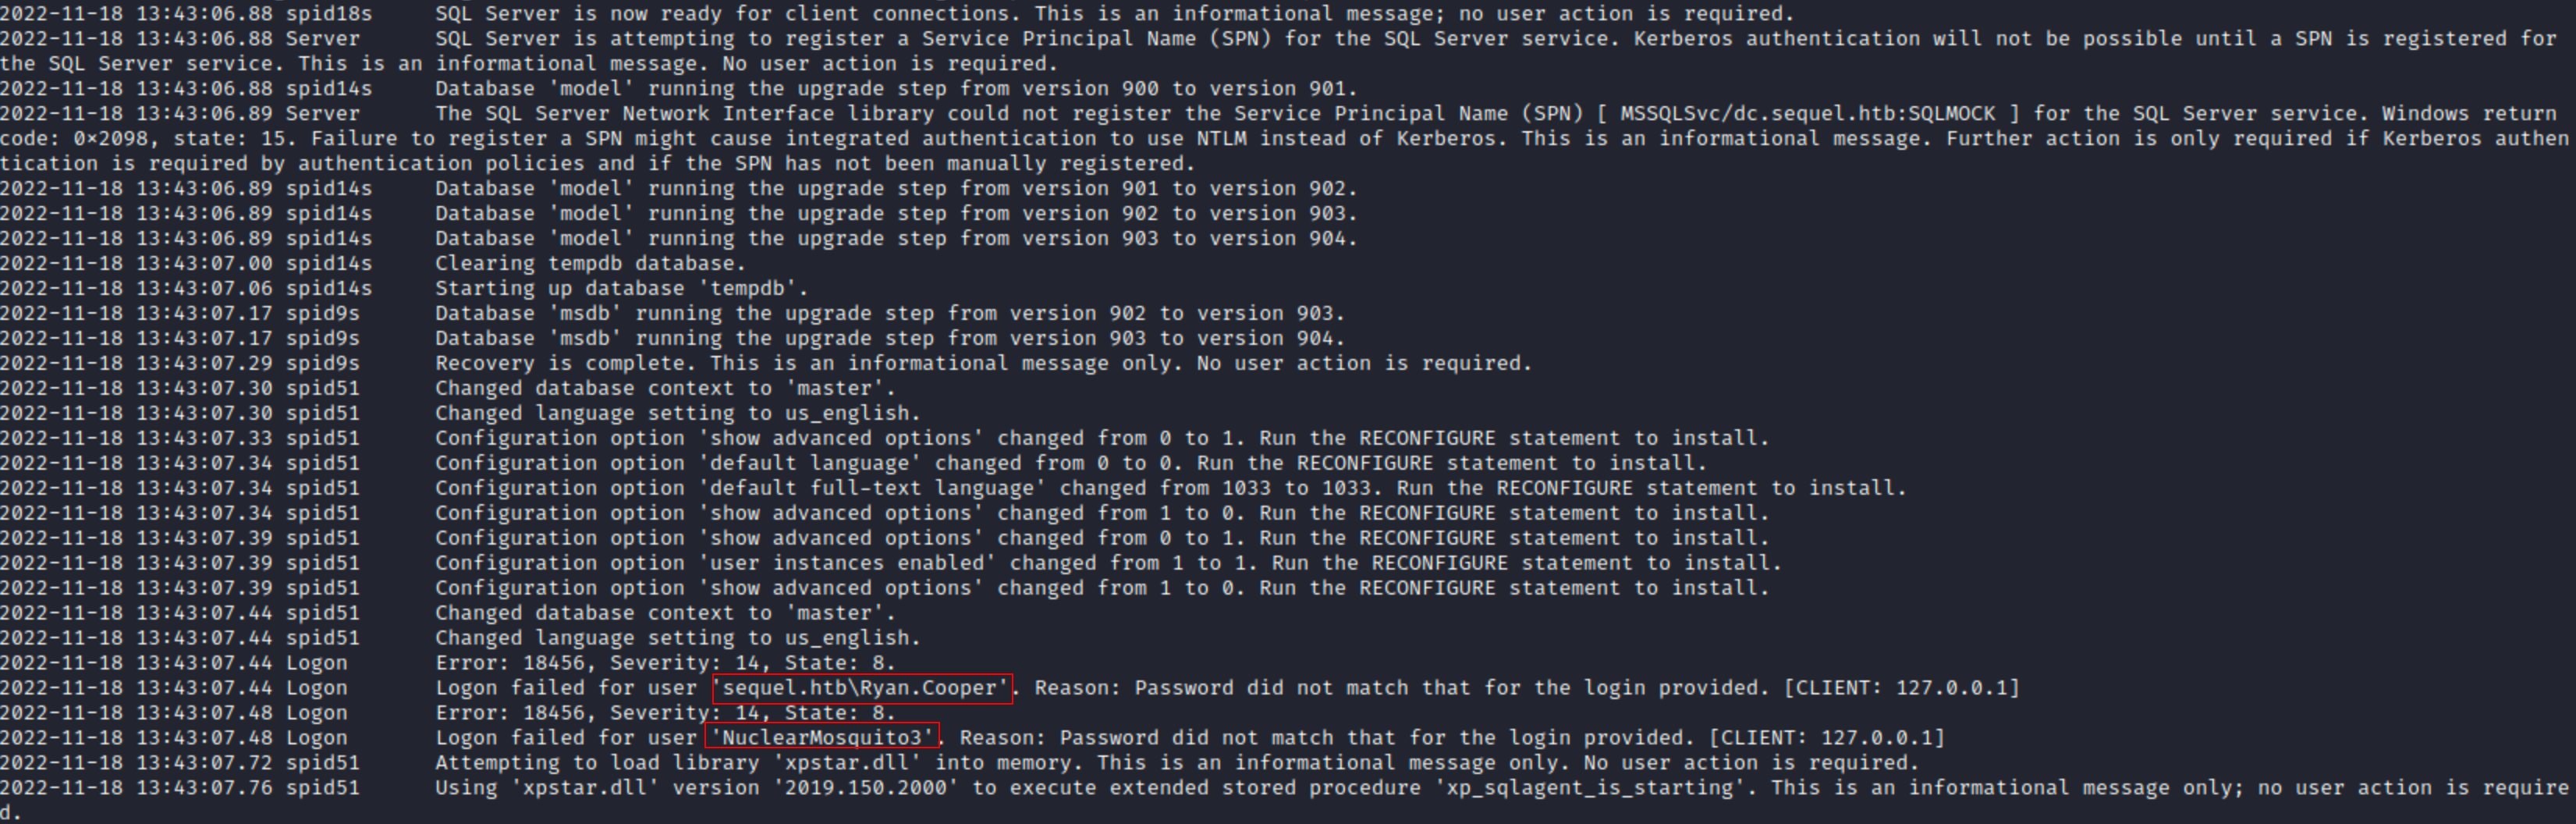 2022-11-18 13:43:06.88 spid18s     SQL Server is now ready for client connections. This is an informational message; no user action is required.
2022-11-18 13:43:06.88 Server      SQL Server is attempting to register a Service Principal Name (SPN) for the SQL Server service. Kerberos authentication will not be possible until a SPN is registered for
the SQL Server service. This is an informational message. No user action is required.
2022-11-18 13:43:06.88 spid14s     Database 'model' running the upgrade step from version 900 to version 901.
2022-11-18 13:43:06.89 Server      The SQL Server Network Interface library could not register the Service Principal Name (SPN) [ MSSQLSvc/dc.sequel.htb:SQLMOCK ] for the SQL Server service. Windows return
code: 0×2098, state: 15. Failure to register a SPN might cause integrated authentication to use NTLM instead of Kerberos. This is an informational message. Further action is only required if Kerberos authen
tication is required by authentication policies and if the SPN has not been manually registered.
2022-11-18 13:43:06.89 spid14s     Database 'model' running the upgrade step from version 901 to version 902.
2022-11-18 13:43:06.89 spid14s     Database 'model' running the upgrade step from version 902 to version 903.
2022-11-18 13:43:06.89 spid14s     Database 'model' running the upgrade step from version 903 to version 904.
2022-11-18 13:43:07.00 spid14s     Clearing tempdb database.
2022-11-18 13:43:07.06 spid14s     Starting up database 'tempdb'.
2022-11-18 13:43:07.17 spid9s      Database 'msdb' running the upgrade step from version 902 to version 903.
2022-11-18 13:43:07.17 spid9s      Database 'msdb' running the upgrade step from version 903 to version 904.
2022-11-18 13:43:07.29 spid9s      Recovery is complete. This is an informational message only. No user action is required.
2022-11-18 13:43:07.30 spid51      Changed database context to 'master'.
2022-11-18 13:43:07.30 spid51      Changed language setting to us_english.
2022-11-18 13:43:07.33 spid51      Configuration option 'show advanced options' changed from 0 to 1. Run the RECONFIGURE statement to install.
2022-11-18 13:43:07.34 spid51      Configuration option 'default language' changed from 0 to 0. Run the RECONFIGURE statement to install.
2022-11-18 13:43:07.34 spid51      Configuration option 'default full-text language' changed from 1033 to 1033. Run the RECONFIGURE statement to install.
2022-11-18 13:43:07.34 spid51      Configuration option 'show advanced options' changed from 1 to 0. Run the RECONFIGURE statement to install.
2022-11-18 13:43:07.39 spid51      Configuration option 'show advanced options' changed from 0 to 1. Run the RECONFIGURE statement to install.
2022-11-18 13:43:07.39 spid51      Configuration option 'user instances enabled' changed from 1 to 1. Run the RECONFIGURE statement to install.
2022-11-18 13:43:07.39 spid51      Configuration option 'show advanced options' changed from 1 to 0. Run the RECONFIGURE statement to install.
2022-11-18 13:43:07.44 spid51      Changed database context to 'master'.
2022-11-18 13:43:07.44 spid51      Changed language setting to us_english.
2022-11-18 13:43:07.44 Logon       Error: 18456, Severity: 14, State: 8.
2022-11-18 13:43:07.44 Logon       Logon failed for user 'sequel.htb\Ryan.Cooper'. Reason: Password did not match that for the login provided. [CLIENT: 127.0.0.1]
2022-11-18 13:43:07.48 Logon       Error: 18456, Severity: 14, State: 8.
2022-11-18 13:43:07.48 Logon       Logon failed for user 'NuclearMosquito3'. Reason: Password did not match that for the login provided. [CLIENT: 127.0.0.1]
2022-11-18 13:43:07.72 spid51      Attempting to load library 'xpstar.dll' into memory. This is an informational message only. No user action is required.
2022-11-18 13:43:07.76 spid51      Using 'xpstar.dll' version '2019.150.2000' to execute extended stored procedure 'xp_sqlagent_is_starting'. This is an informational message only; no user action is require
d.